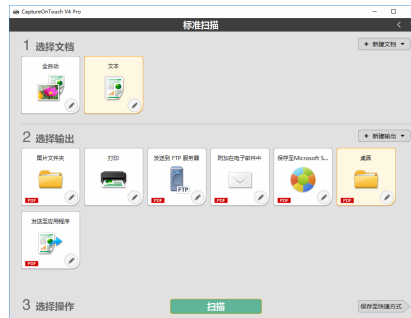 CaptureOnTouch V4 Pro
标准扫描
1 选择文档
+ 新建文档
全自动
文本
2 选择输出
+ 新建输出
图片文件夹
打印
发送到 FTP 服务器
附加在电子邮件中
保存至Microsoft S...
桌面
PDF
FTP
PDF
PDF
PDF
PDF
发送至应用程序
PDF
3 选择操作
扫描
保存至快捷方式